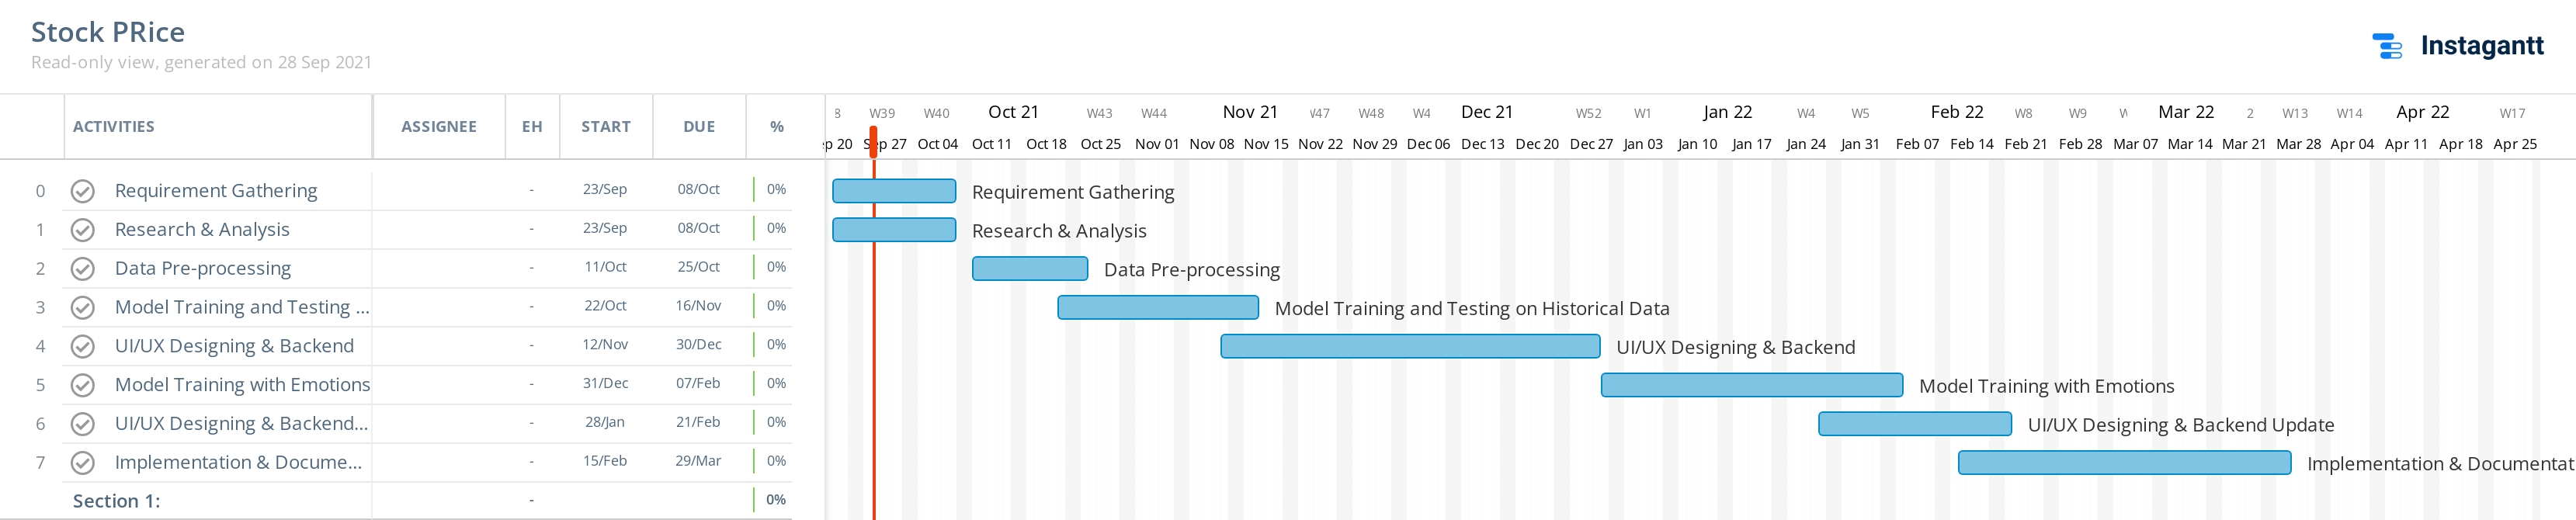 Stock PRice
Read-only view, generated on 28 Sep 2021
Instagantt
ACTIVITIES ASSIGNEE EH START DUE %
8 W39 W40 Oct 21 W43 W44 Nov 21 W47 W48 W4 Dec 21 W52 W1 Jan 22 W4 W5 Feb 22 W8 W9 W Mar 22 2 W13 W14 Apr 22 W17
p 20 Sep 27 Oct 04 Oct 11 Oct 18 Oct 25 Nov 01 Nov 08 Nov 15 Nov 22 Nov 29 Dec 06 Dec 13 Dec 20 Dec 27 Jan 03 Jan 10 Jan 17 Jan 24 Jan 31 Feb 07 Feb 14 Feb 21 Feb 28 Mar 07 Mar 14 Mar 21 Mar 28 Apr 04 Apr 11 Apr 18 Apr 25
0 Requirement Gathering - 23/Sep 08/Oct 0% Requirement Gathering
1 Research & Analysis - 23/Sep 08/Oct 0% Research & Analysis
2 Data Pre-processing - 11/Oct 25/Oct 0% Data Pre-processing
3 Model Training and Testing ... - 22/Oct 16/Nov 0% Model Training and Testing on Historical Data
4 UI/UX Designing & Backend - 12/Nov 30/Dec 0% UI/UX Designing & Backend
5 Model Training with Emotions - 31/Dec 07/Feb 0% Model Training with Emotions
6 UI/UX Designing & Backend... - 28/Jan 21/Feb 0% UI/UX Designing & Backend Update
7 Implementation & Docume... - 15/Feb 29/Mar 0% Implementation & Documentat
Section 1: - 0%